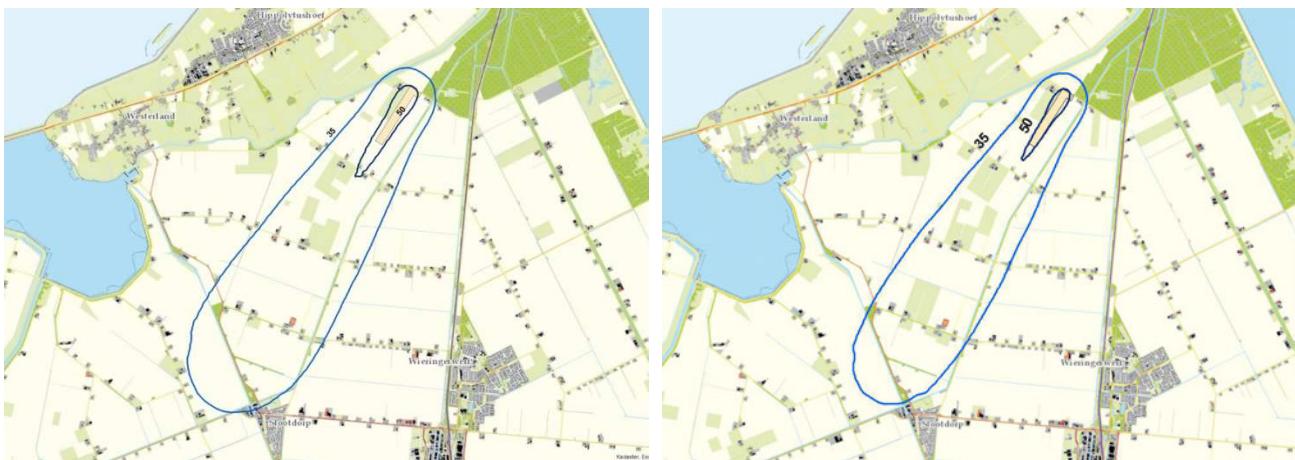 Hippolytushoef
Westerland
35
50
Wieringerwerf
Slootdorp
Hippolytushoef
Westerland
35
50
Wieringerwerf
Slootdorp